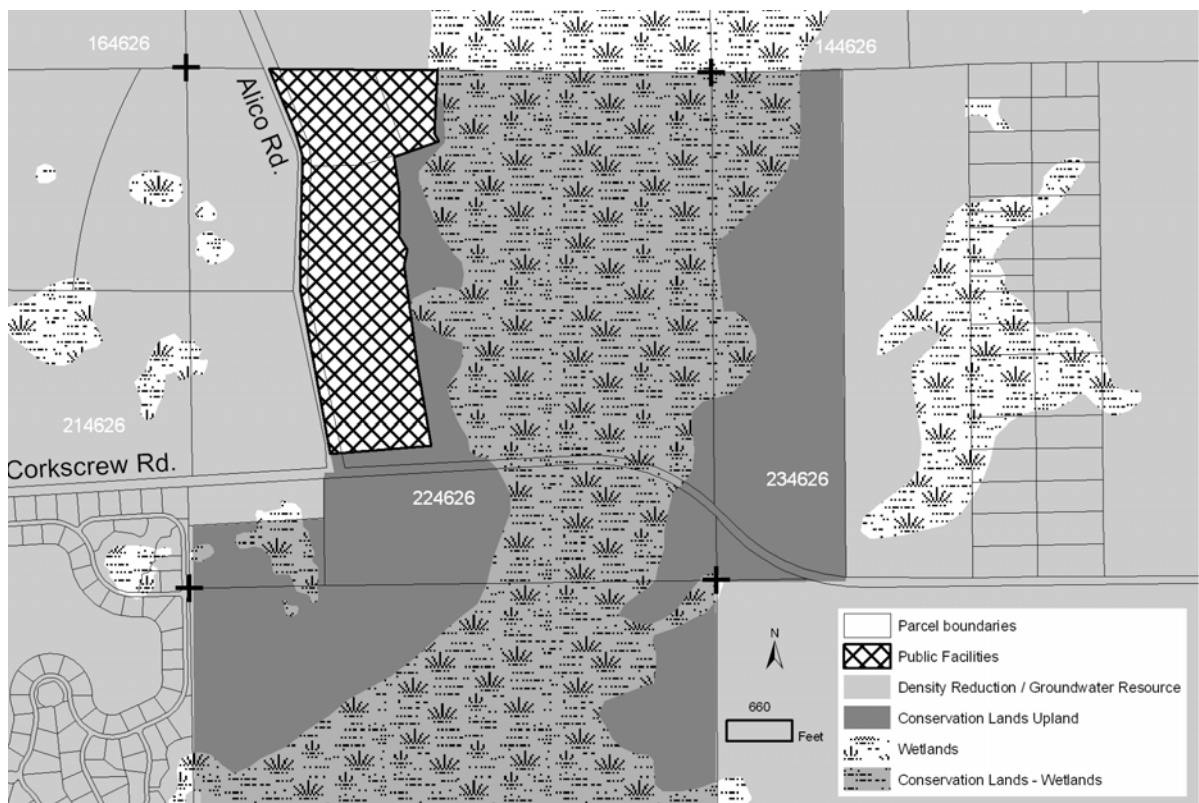 164626
144626
Alico Rd.
214626
Corkscrew Rd.
224626
234626
N
660
Feet
Parcel boundaries
Public Facilities
Density Reduction / Groundwater Resource
Conservation Lands Upland
Wetlands
Conservation Lands - Wetlands